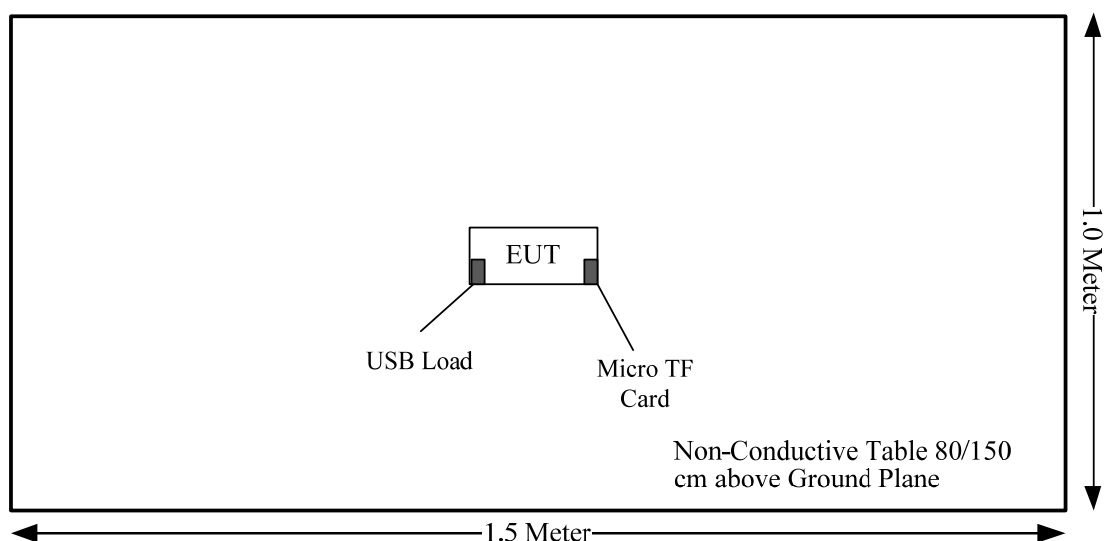 EUT
USB Load
Micro TF
Card
Non-Conductive Table 80/150
cm above Ground Plane
1.0 Meter
1.5 Meter